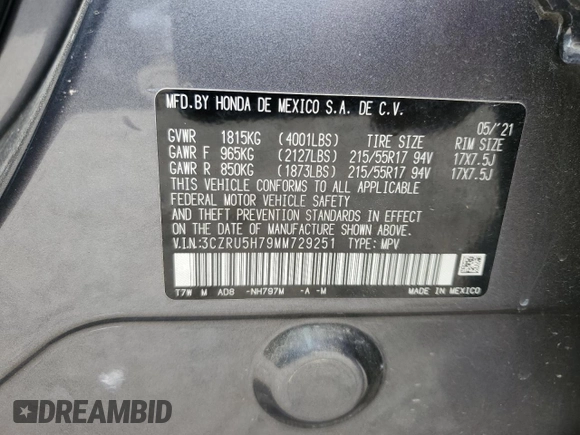 MFD.BY HONDA DE MEXICO S.A. DE C.V.
05/'21
GVWR 1815KG (4001LBS) TIRE SIZE RIM SIZE
GAWR F 965KG (2127LBS) 215/55R17 94V 17X7.5J
GAWR R 850KG (1873LBS) 215/55R17 94V 17X7.5J
THIS VEHICLE CONFORMS TO ALL APPLICABLE
FEDERAL MOTOR VEHICLE SAFETY
AND THEFT PREVENTION STANDARDS IN EFFECT
ON THE DATE OF MANUFACTURE SHOWN ABOVE.
V.I.N:3CZRU5H79MM729251 TYPE: MPV
T7W M AD8 -NH797M -A -M MADE IN MEXICO
DREAMBID